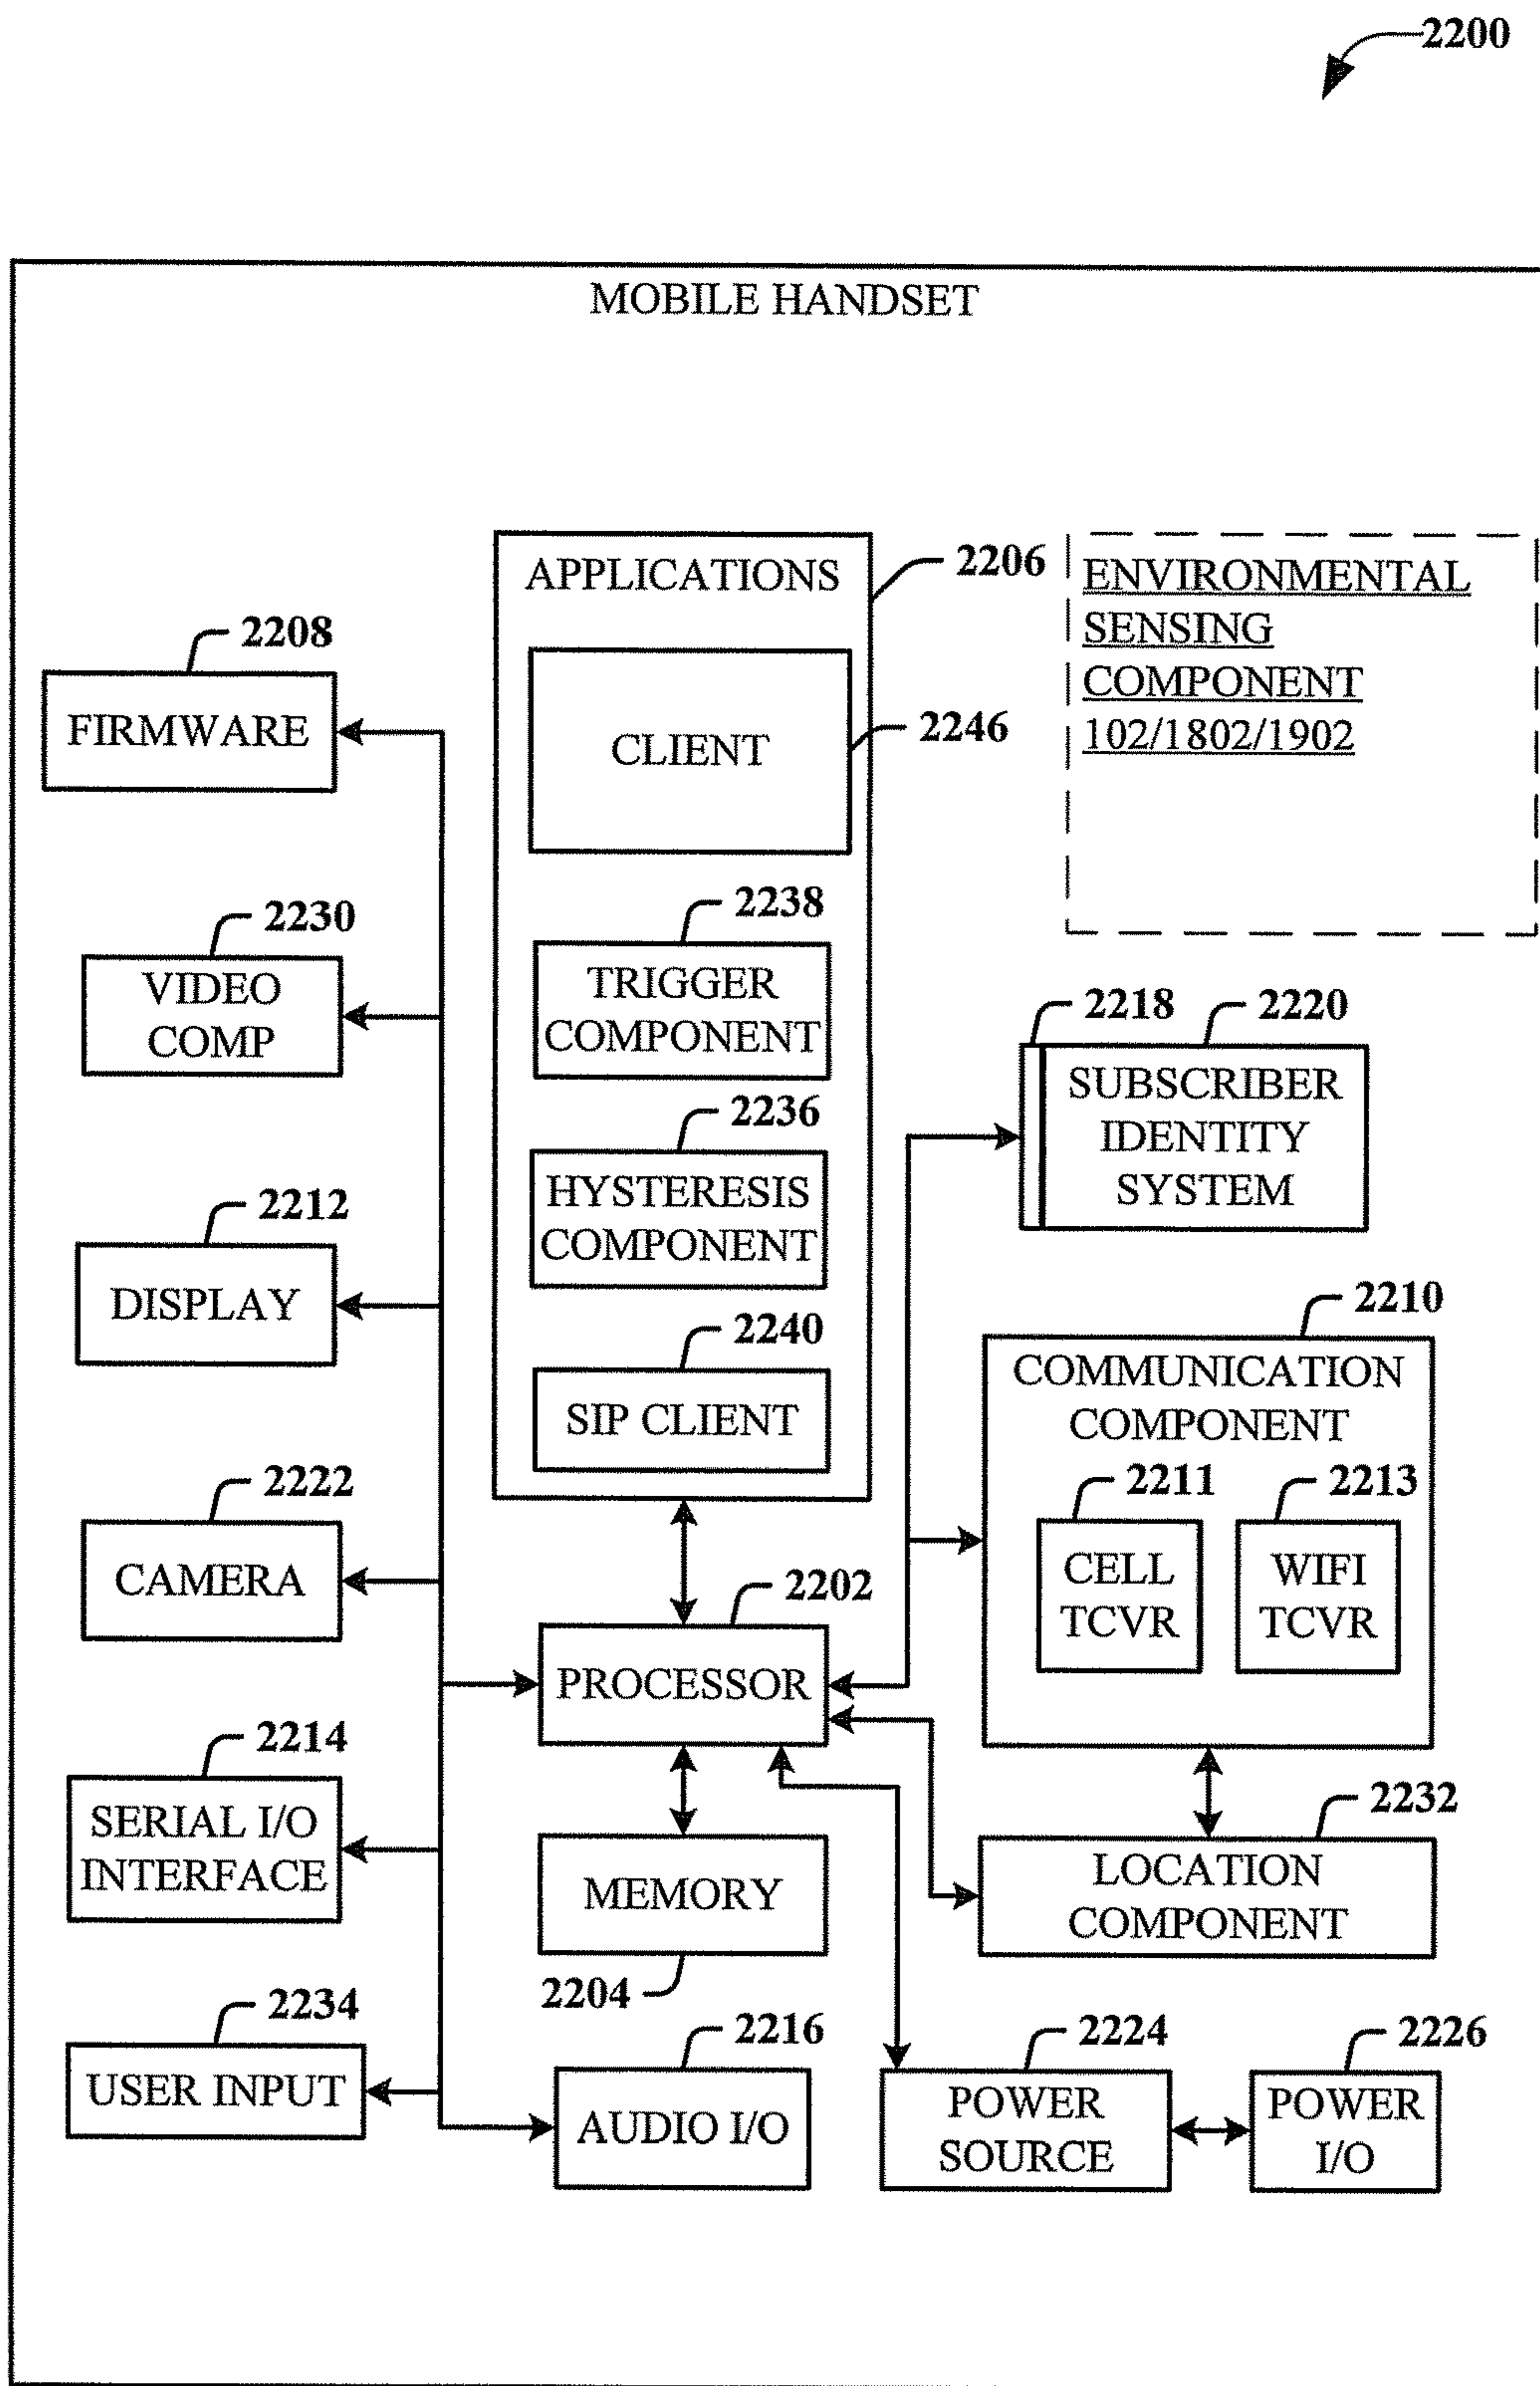 2200
MOBILE HANDSET
APPLICATIONS
2206
ENVIRONMENTAL
SENSING
COMPONENT
102/1802/1902
2208
FIRMWARE
CLIENT
2246
2230
VIDEO
COMP
2238
TRIGGER
COMPONENT
2218
2220
SUBSCRIBER
IDENTITY
SYSTEM
2236
HYSTERESIS
COMPONENT
2212
DISPLAY
2240
SIP CLIENT
2210
COMMUNICATION
COMPONENT
2211
CELL
TCVR
2213
WIFI
TCVR
2222
CAMERA
2202
PROCESSOR
2214
SERIAL I/O
INTERFACE
MEMORY
2204
2232
LOCATION
COMPONENT
2234
USER INPUT
2216
AUDIO I/O
2224
POWER
SOURCE
2226
POWER
I/O